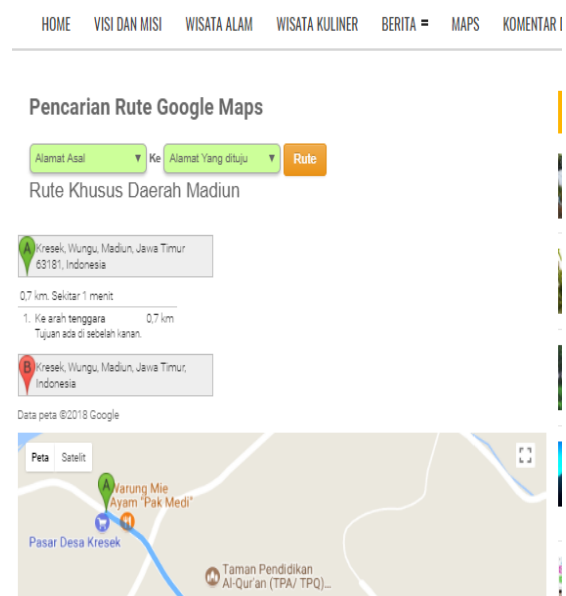 HOME VISI DAN MISI WISATA ALAM WISATA KULINER BERITA MAPS KOMENTAR
Pencarian Rute Google Maps
Alamat Asal Ke Alamat Yang dituju Rute
Rute Khusus Daerah Madiun
A Kresek, Wungu, Madiun, Jawa Timur
63181, Indonesia
0,7 km. Sekitar 1 menit
1. Ke arah tenggara 0,7 km
Tujuan ada di sebelah kanan.
B Kresek, Wungu, Madiun, Jawa Timur,
Indonesia
Data peta ©2018 Google
Peta Satelit
A
Warung Mie
Ayam "Pak Medi"
Pasar Desa Kresek
Taman Pendidikan
Al-Qur'an (TPA/ TPQ)...